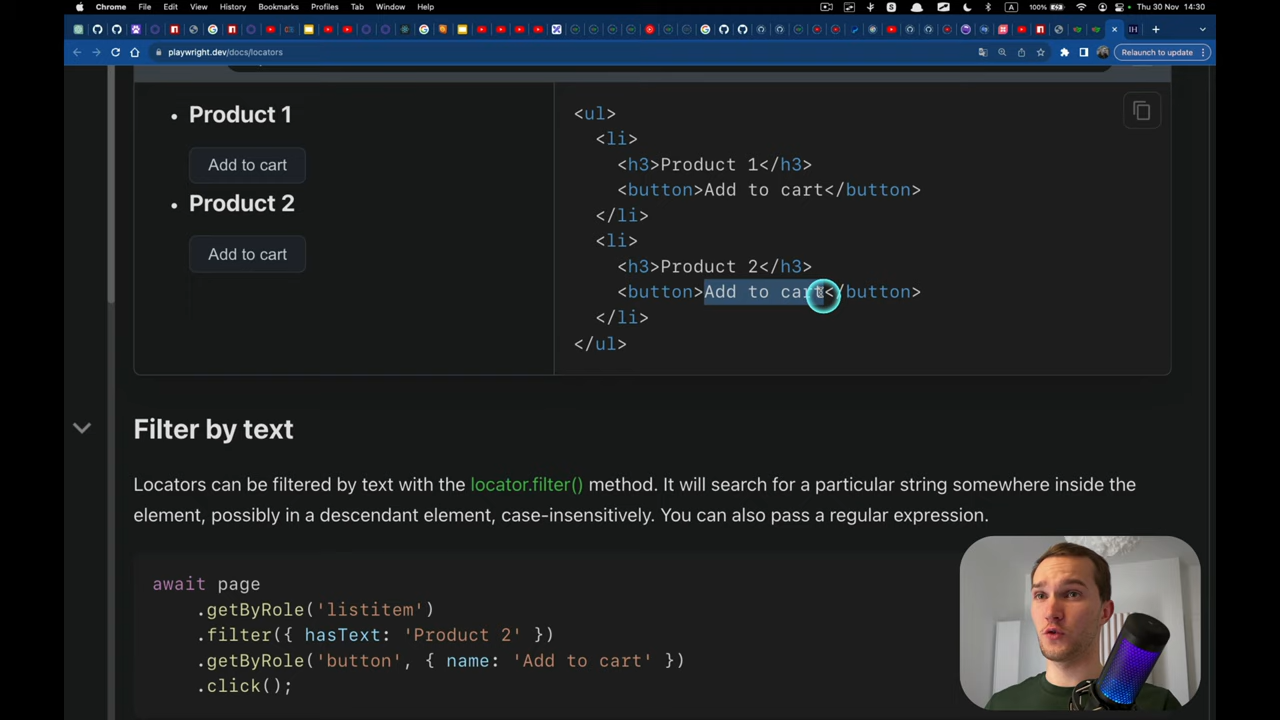 Chrome File Edit View History Bookmarks Profiles Tab Window Help
100% Thu 30 Nov 14:30
playwright.dev/docs/locators
Relaunch to update
• Product 1
Add to cart
• Product 2
Add to cart
<ul>
<li>
<h3>Product 1</h3>
<button>Add to cart</button>
</li>
<li>
<h3>Product 2</h3>
<button>Add to cart</button>
</li>
</ul>
Filter by text
Locators can be filtered by text with the locator.filter() method. It will search for a particular string somewhere inside the
element, possibly in a descendant element, case-insensitively. You can also pass a regular expression.
await page
.getByRole('listitem')
.filter({ hasText: 'Product 2' })
.getByRole('button', { name: 'Add to cart' })
.click();